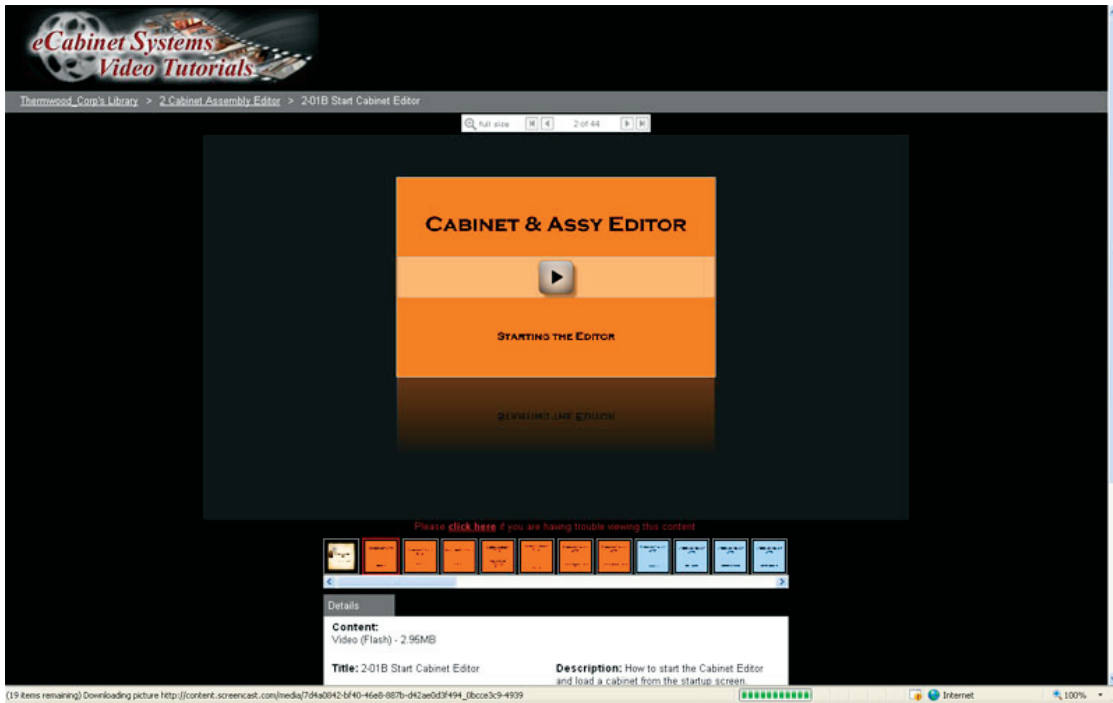 eCabinet Systems
Video Tutorials
Thermwood_Corp's Library > 2 Cabinet Assembly Editor > 2-01B Start Cabinet Editor
full size 2 of 44
CABINET & ASSY EDITOR
STARTING THE EDITOR
STARTING THE EDITOR
Please click here if you are having trouble viewing this content
Details
Content:
Video (Flash) - 2.95MB
Title: 2-01B Start Cabinet Editor
Description: How to start the Cabinet Editor
and load a cabinet from the startup screen.
(19 items remaining) Downloading picture http://content.screencast.com/media/7d4a0842-bf40-46e8-887b-d42ae0d3f494_0bcce3c9-4939
Internet
100%